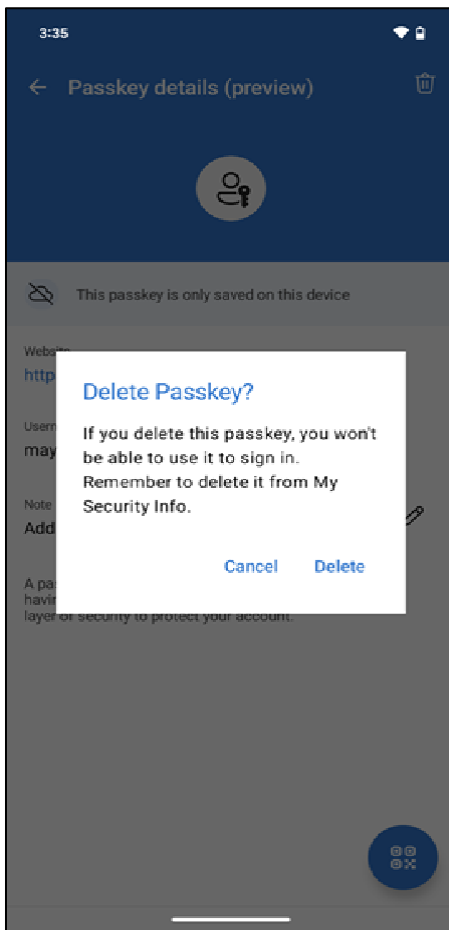 3:35
Passkey details (preview)
This passkey is only saved on this device
Website
http
Delete Passkey?
If you delete this passkey, you won't
be able to use it to sign in.
Remember to delete it from My
Security Info.
Cancel
Delete
Usern
may
Note
Add
A pas
havin
layer of security to protect your account.